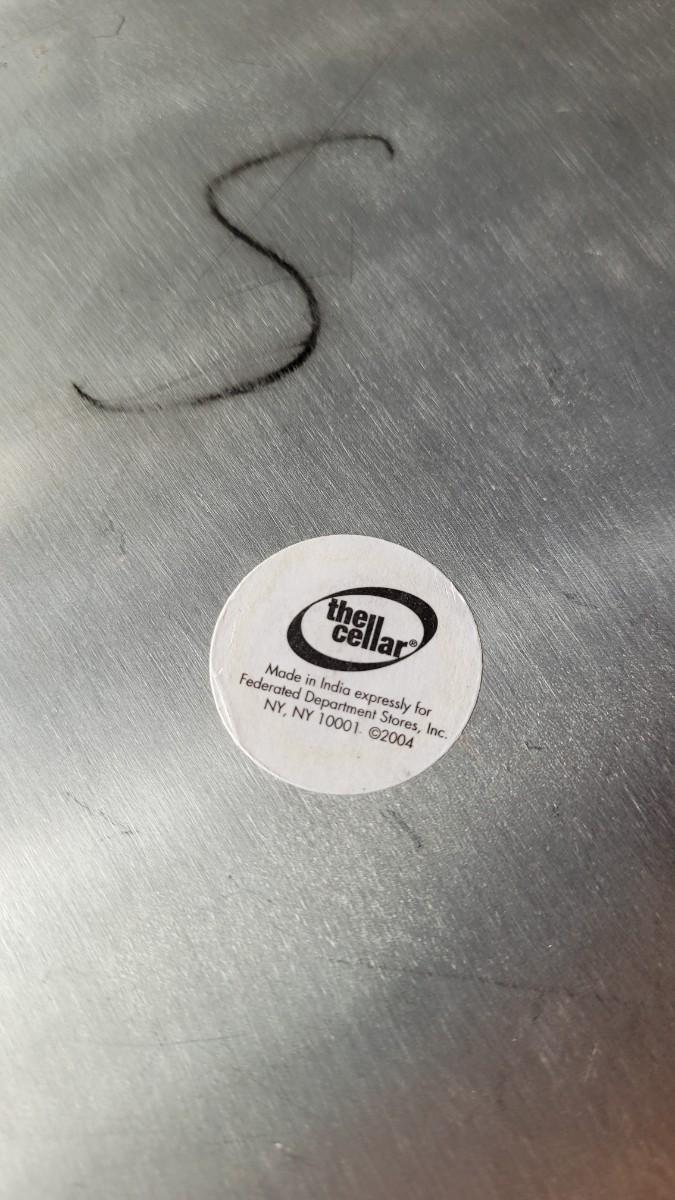 S
the
cellar®
Made in India expressly for
Federated Department Stores, Inc.
NY, NY 10001. ©2004